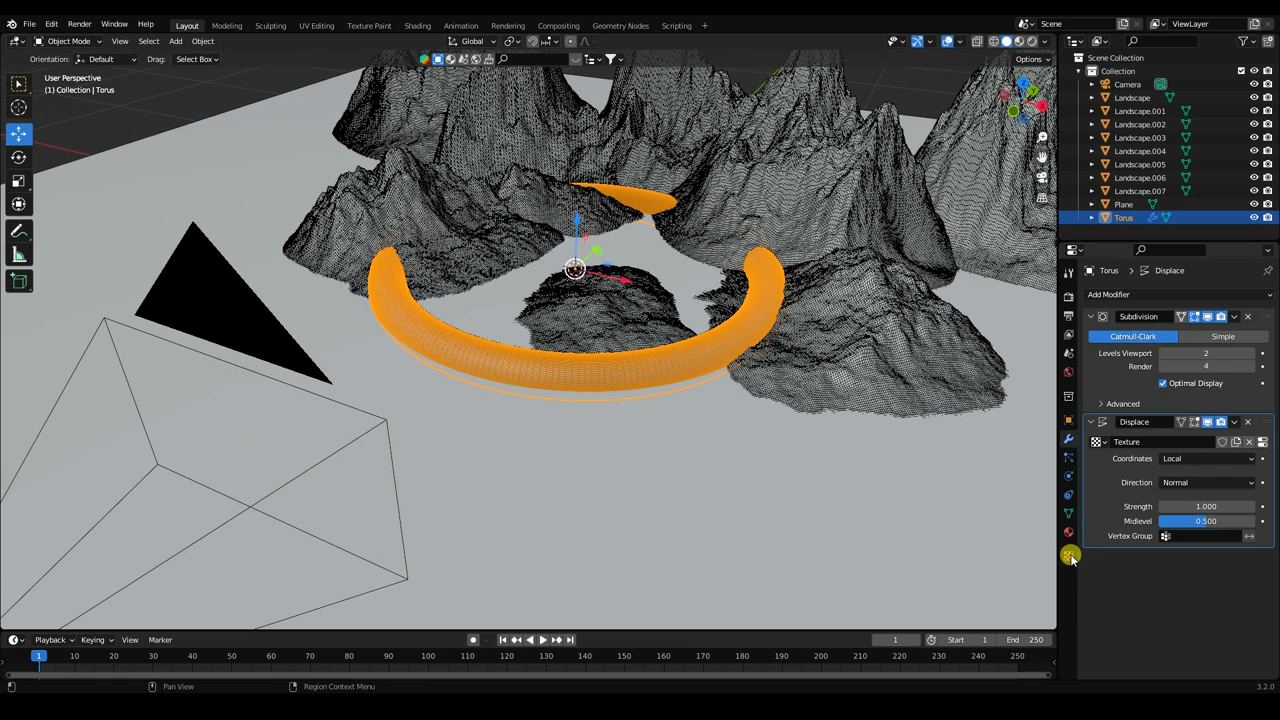 File Edit Render Window Help Layout Modeling Sculpting UV Editing Texture Paint Shading Animation Rendering Compositing Geometry Nodes Scripting + Scene ViewLayer
Object Mode View Select Add Object Global
Orientation: Default Drag: Select Box Options
User Perspective
(1) Collection | Torus
Scene Collection
Collection
Camera
Landscape
Landscape.001
Landscape.002
Landscape.003
Landscape.004
Landscape.005
Landscape.006
Landscape.007
Plane
Torus
Torus > Displace
Add Modifier
Subdivision
Catmull-Clark Simple
Levels Viewport 2
Render 4
Optimal Display
> Advanced
Displace
Texture
Coordinates Local
Direction Normal
Strength 1.000
Midlevel 0.500
Vertex Group
Playback Keying View Marker 1 Start 1 End 250
1 10 20 30 40 50 60 70 80 90 100 110 120 130 140 150 160 170 180 190 200 210 220 230 240 250
Pan View Region Context Menu 3.2.0